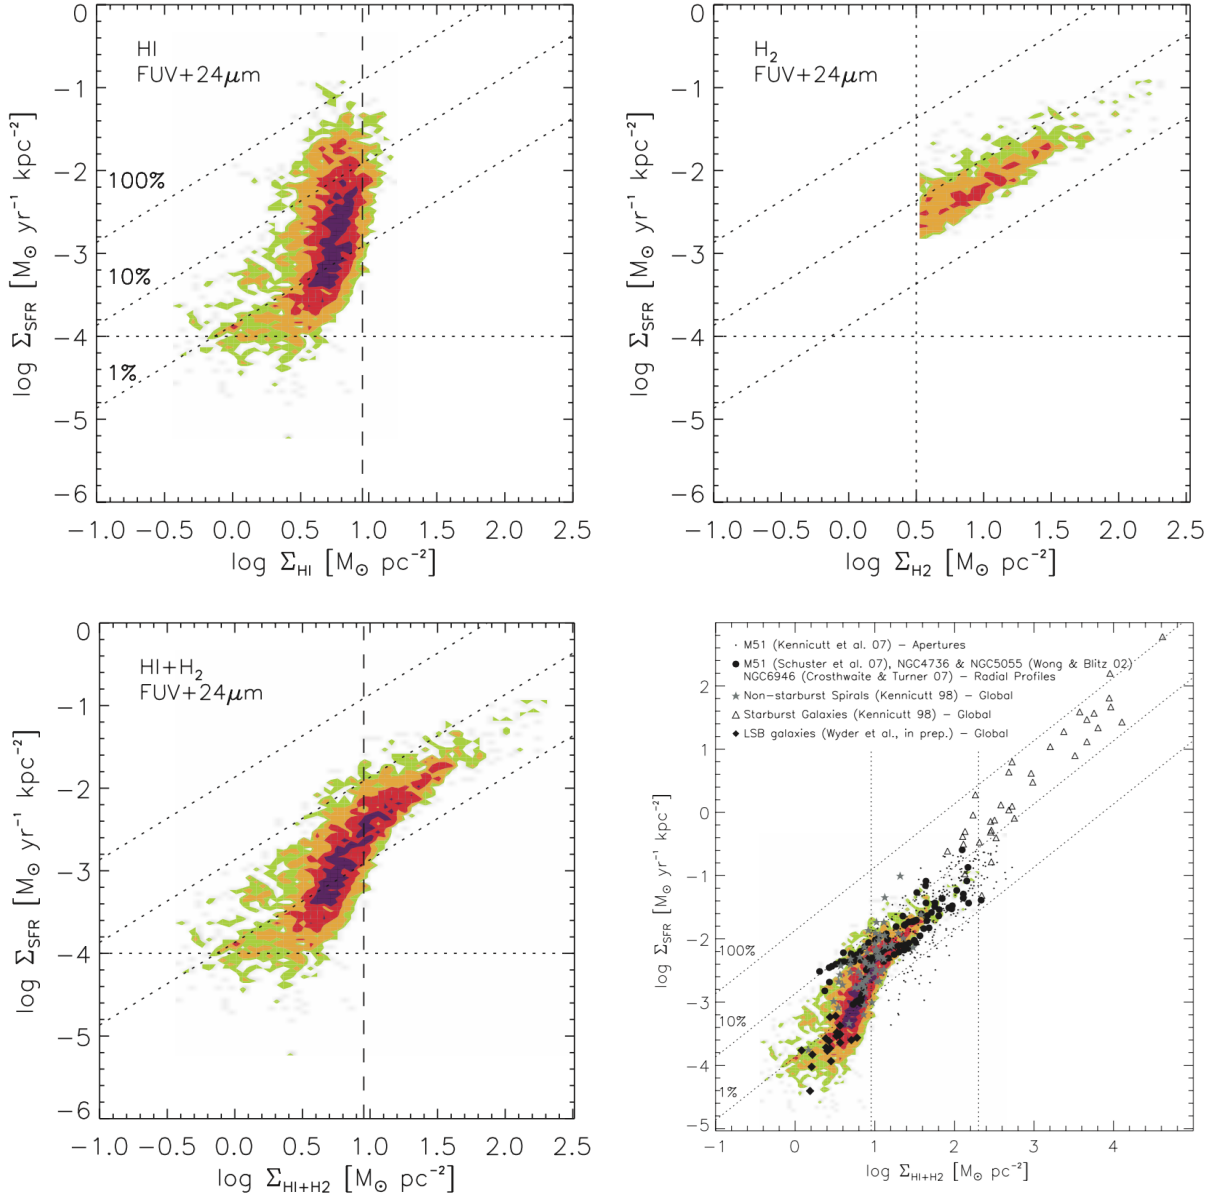 HI
FUV+24μm
100%
10%
1%
0
−1
−2
−3
−4
−5
−6
−1.0 −0.5 0.0 0.5 1.0 1.5 2.0 2.5
log Σ_SFR [M⊙ yr⁻¹ kpc⁻²]
log Σ_HI [M⊙ pc⁻²]
H₂
FUV+24μm
0
−1
−2
−3
−4
−5
−6
−1.0 −0.5 0.0 0.5 1.0 1.5 2.0 2.5
log Σ_SFR [M⊙ yr⁻¹ kpc⁻²]
log Σ_H2 [M⊙ pc⁻²]
HI+H₂
FUV+24μm
0
−1
−2
−3
−4
−5
−6
−1.0 −0.5 0.0 0.5 1.0 1.5 2.0 2.5
log Σ_SFR [M⊙ yr⁻¹ kpc⁻²]
log Σ_HI+H2 [M⊙ pc⁻²]
M51 (Kennicutt et al. 07) − Apertures
M51 (Schuster et al. 07), NGC4736 & NGC5055 (Wong & Blitz 02)
NGC6946 (Crosthwaite & Turner 07) − Radial Profiles
Non−starburst Spirals (Kennicutt 98) − Global
Starburst Galaxies (Kennicutt 98) − Global
LSB galaxies (Wyder et al., in prep.) − Global
100%
10%
1%
2
1
0
−1
−2
−3
−4
−5
−1 0 1 2 3 4
log Σ_SFR [M⊙ yr⁻¹ kpc⁻²]
log Σ_HI+H2 [M⊙ pc⁻²]